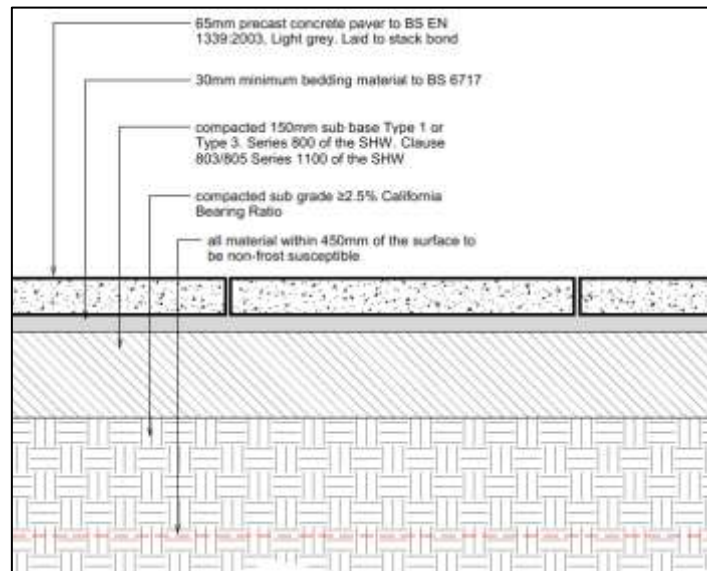 65mm precast concrete paver to BS EN
1339:2003, Light grey. Laid to stack bond
30mm minimum bedding material to BS 6717
compacted 150mm sub base Type 1 or
Type 3. Series 800 of the SHW. Clause
803/805 Series 1100 of the SHW
compacted sub grade ≥2.5% California
Bearing Ratio
all material within 450mm of the surface to
be non-frost susceptible